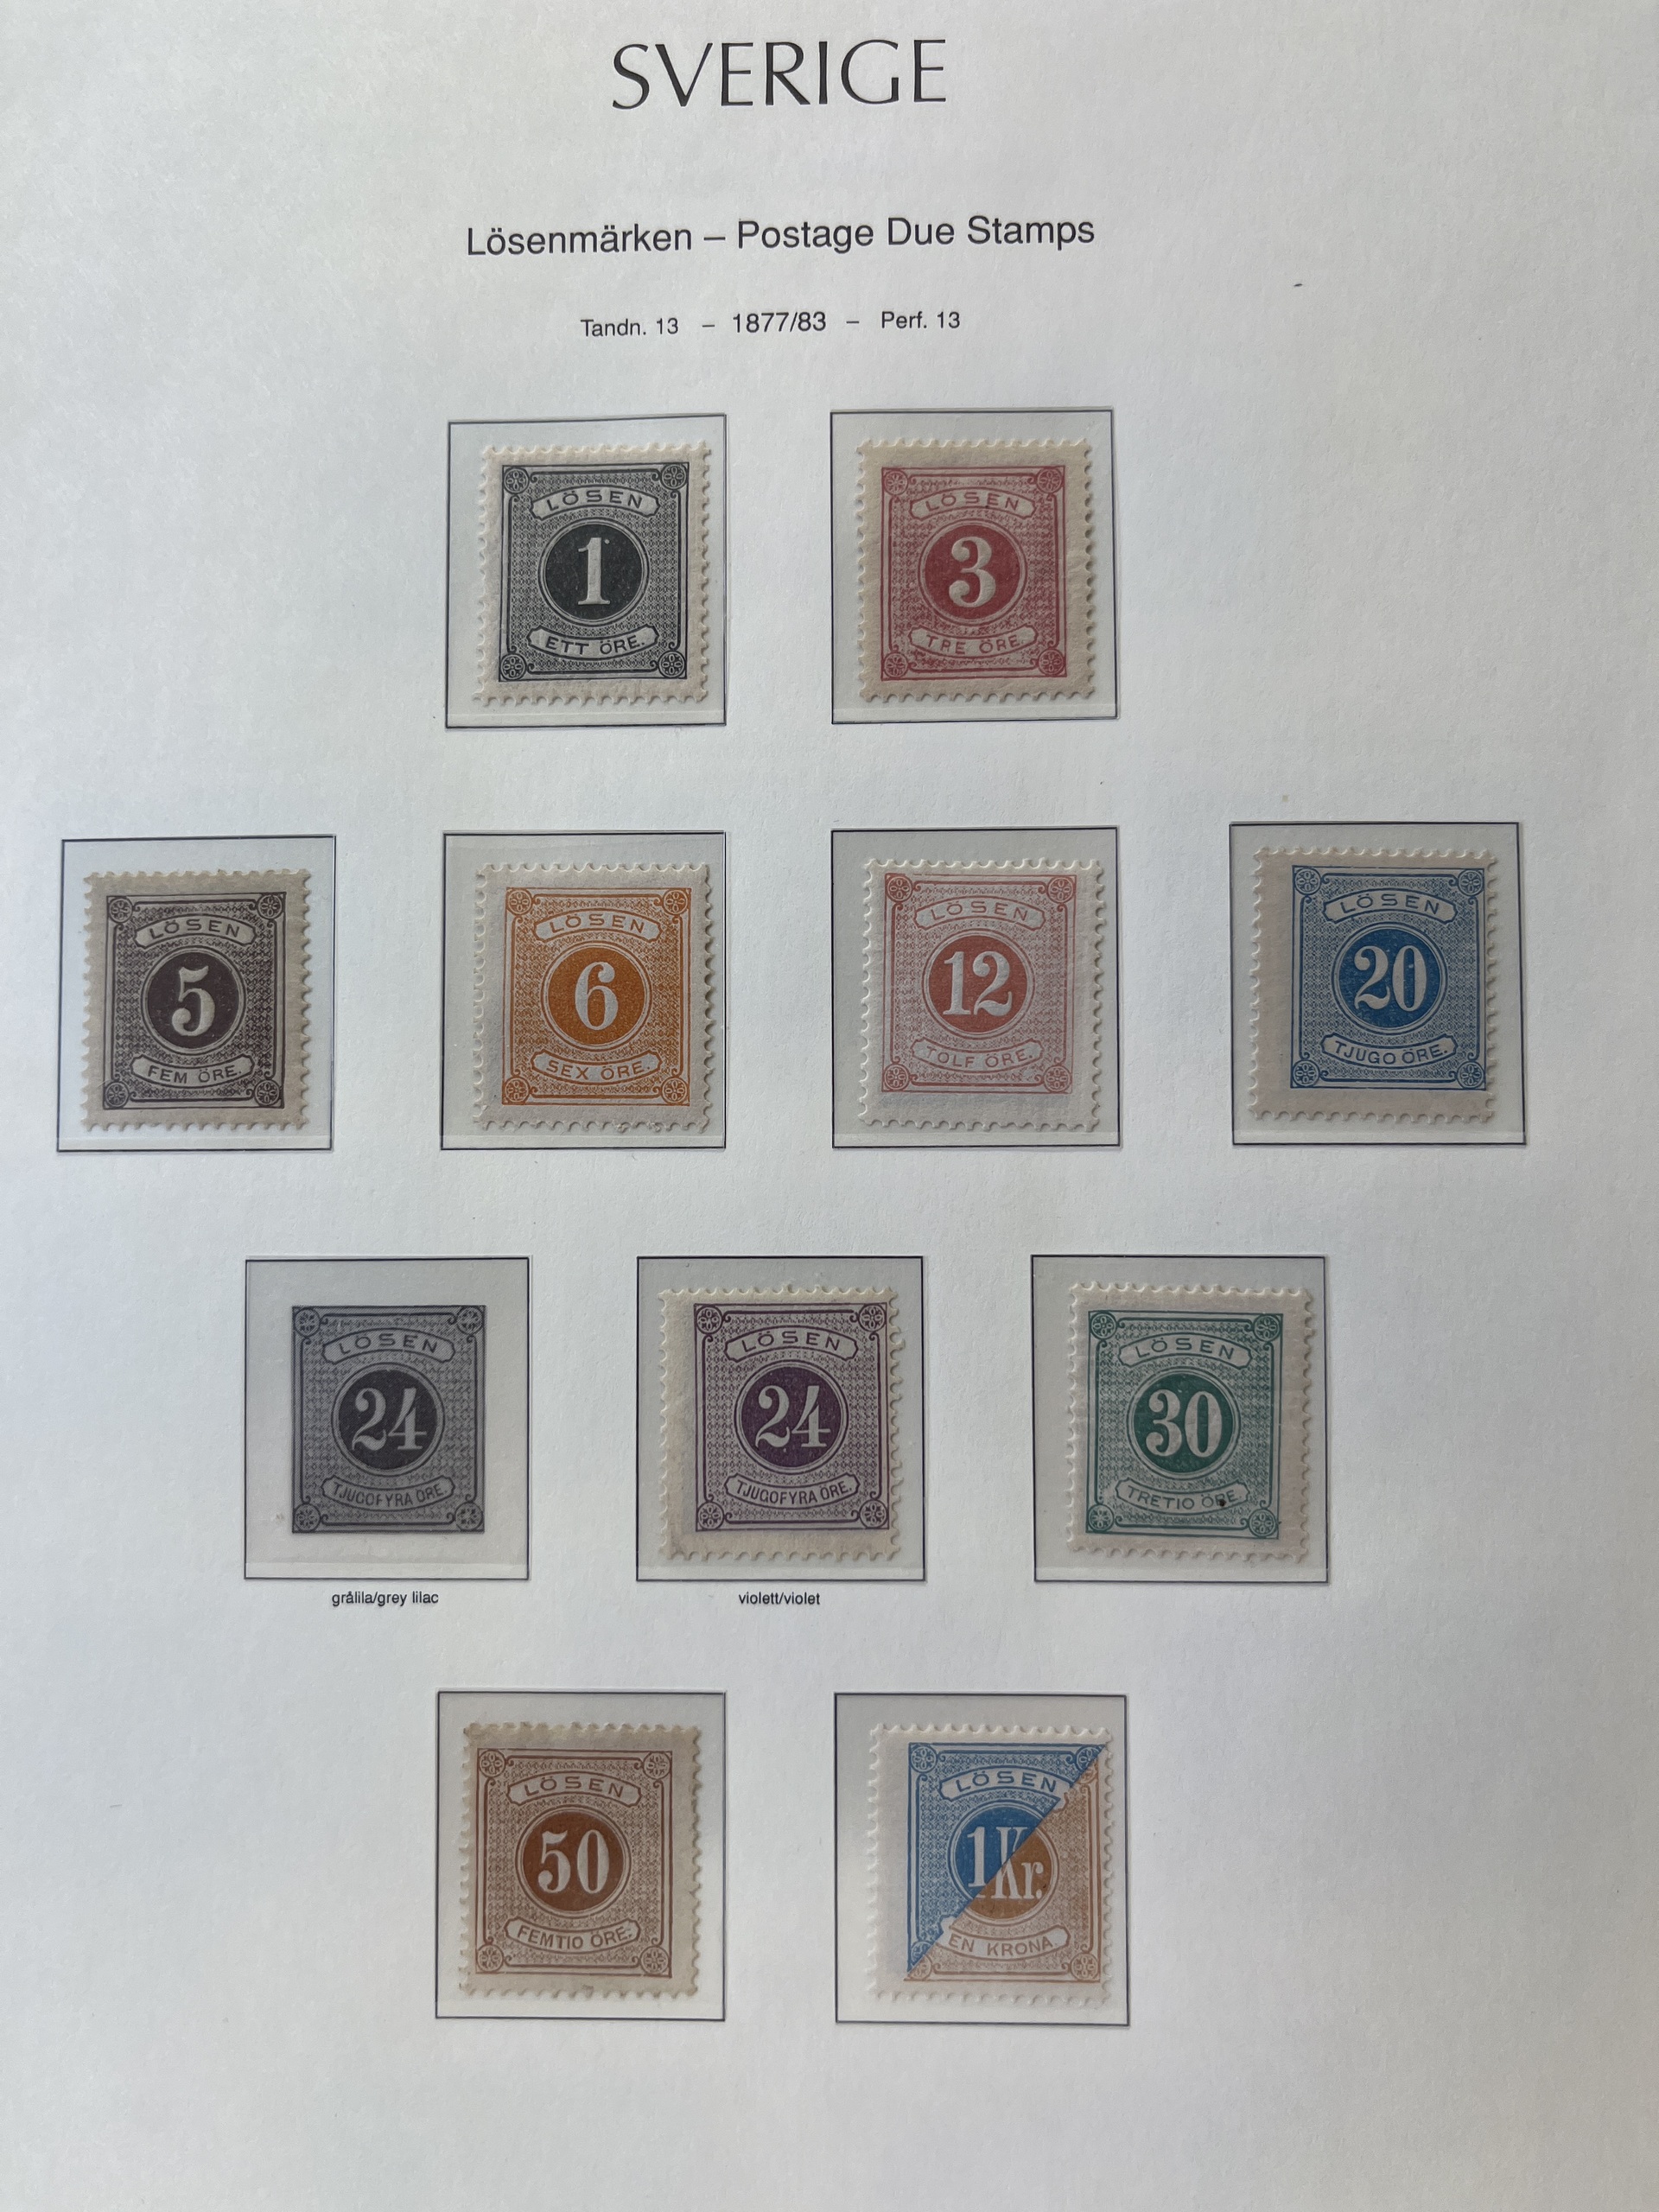 SVERIGE
Lösenmärken – Postage Due Stamps
Tandn. 13 – 1877/83 – Perf. 13
LÖSEN
1
ETT ÖRE.
LÖSEN
3
TRE ÖRE.
LÖSEN
5
FEM ÖRE.
LÖSEN
6
SEX ÖRE.
LÖSEN
12
TOLF ÖRE.
LÖSEN
20
TJUGO ÖRE.
LÖSEN
24
TJUGOFYRA ÖRE.
grålila/grey lilac
LÖSEN
24
TJUGOFYRA ÖRE.
violett/violet
LÖSEN
30
TRETIO ÖRE.
LÖSEN
50
FEMTIO ÖRE.
LÖSEN
1 Kr.
EN KRONA.